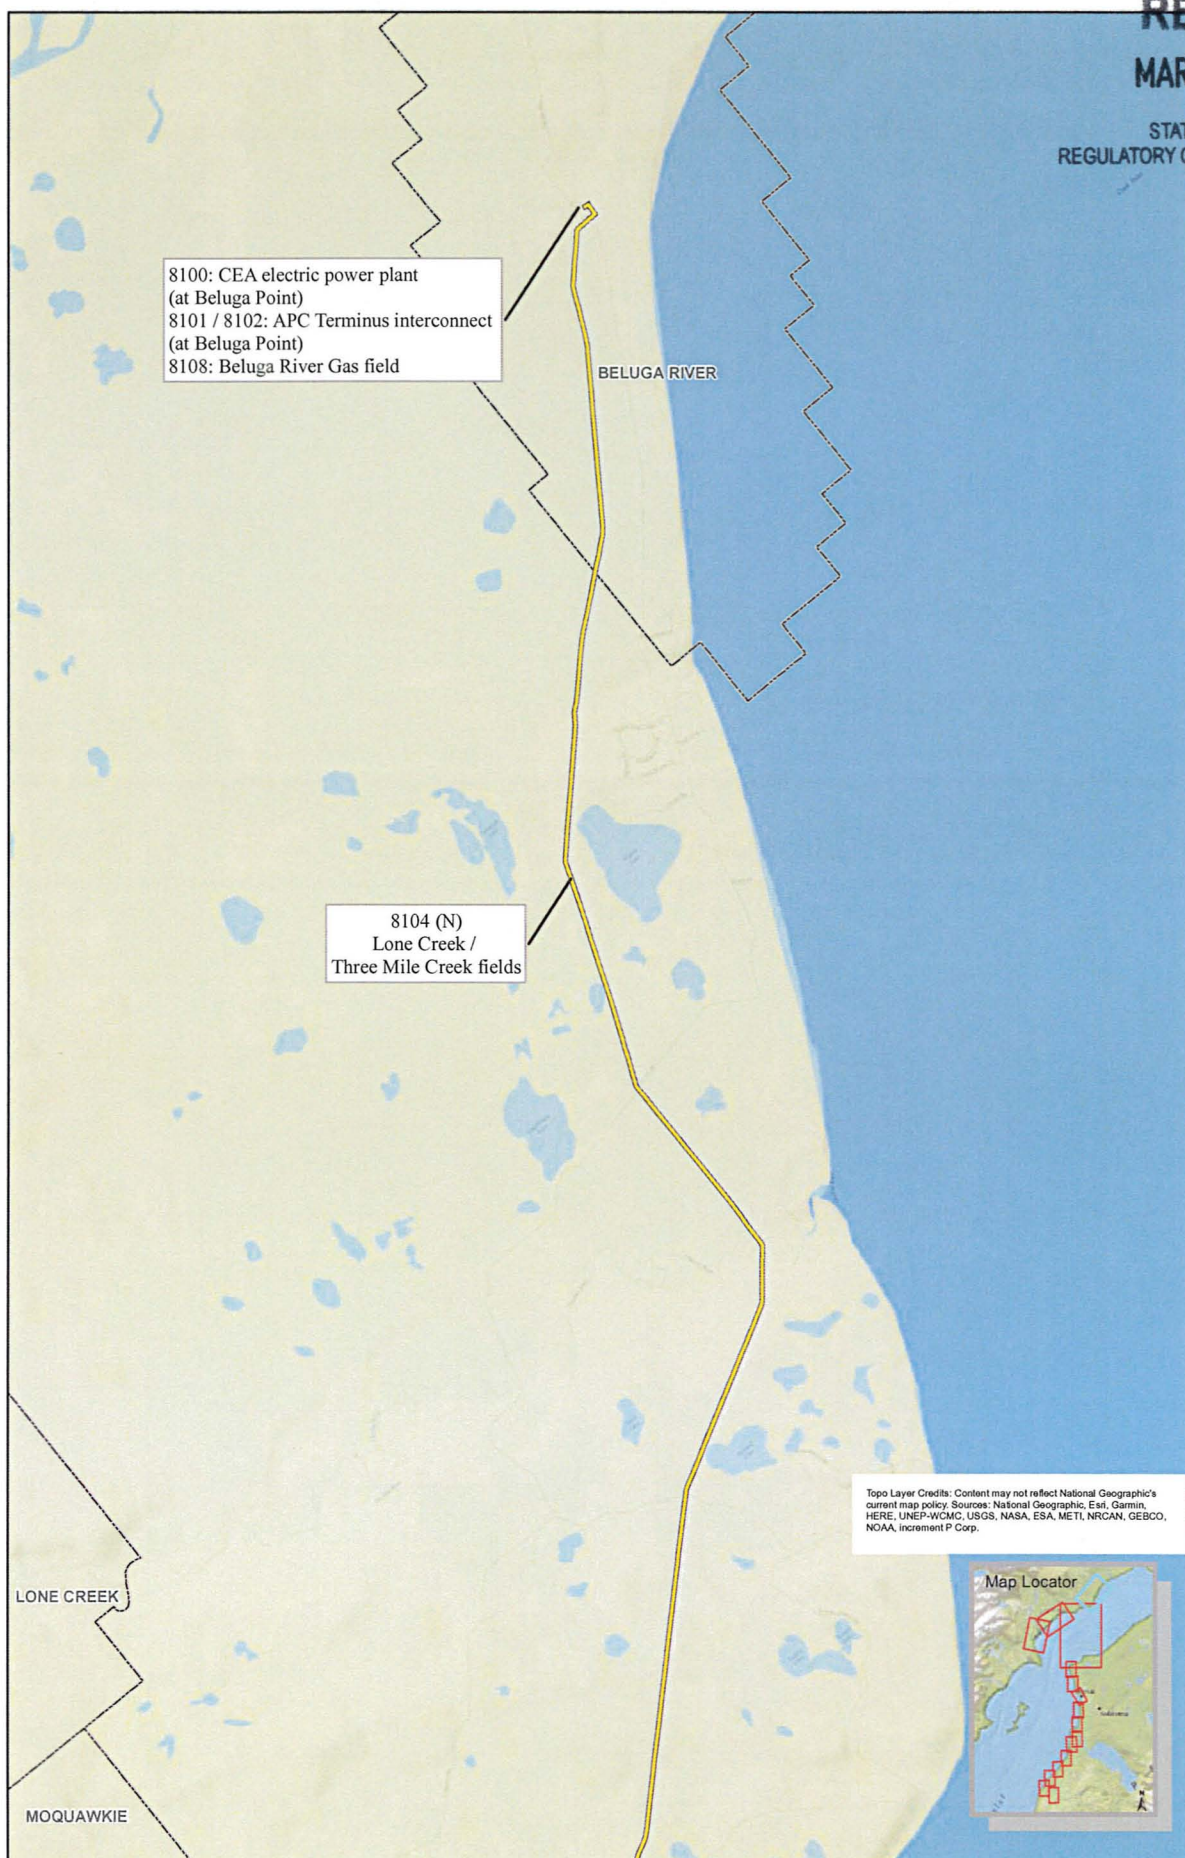 RE
MAR
STAT
REGULATORY C
8100: CEA electric power plant
(at Beluga Point)
8101 / 8102: APC Terminus interconnect
(at Beluga Point)
8108: Beluga River Gas field
BELUGA RIVER
8104 (N)
Lone Creek /
Three Mile Creek fields
Topo Layer Credits: Content may not reflect National Geographic's
current map policy. Sources: National Geographic, Esri, Garmin,
HERE, UNEP-WCMC, USGS, NASA, ESA, METI, NRCAN, GEBCO,
NOAA, increment P Corp.
LONE CREEK
Map Locator
MOQUAWKIE